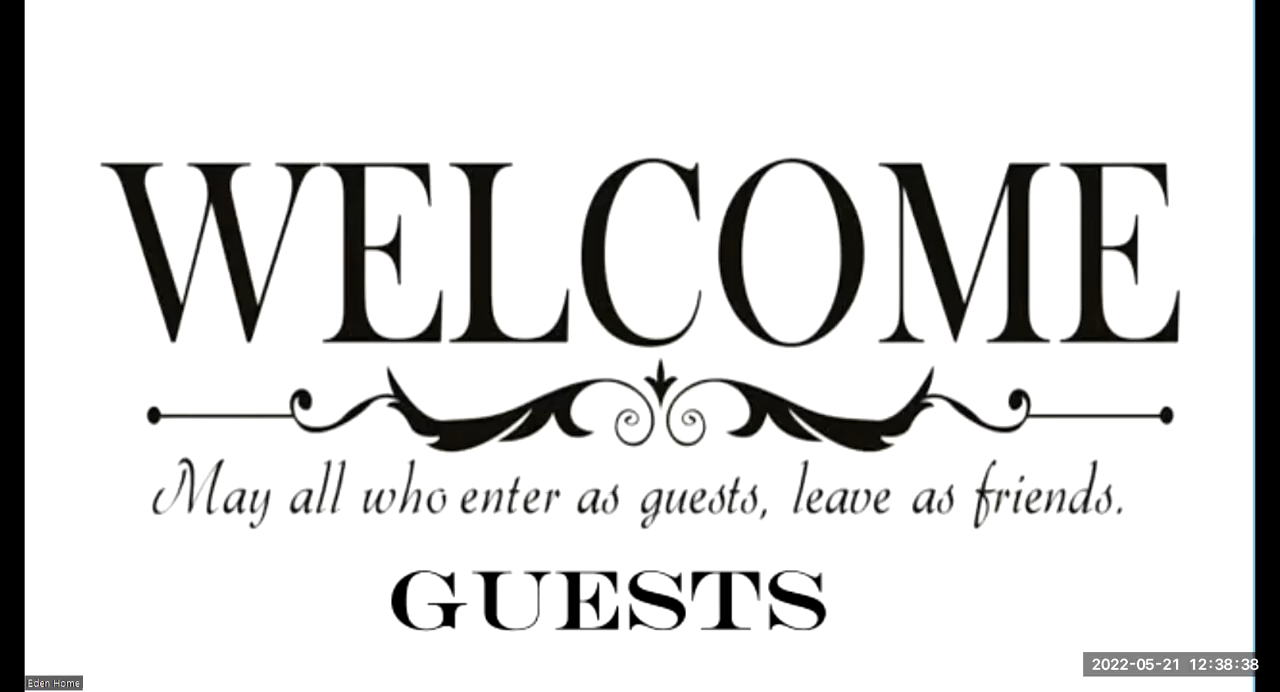 WELCOME
May all who enter as guests, leave as friends.
GUESTS
2022-05-21 12:38:38
Eden Home